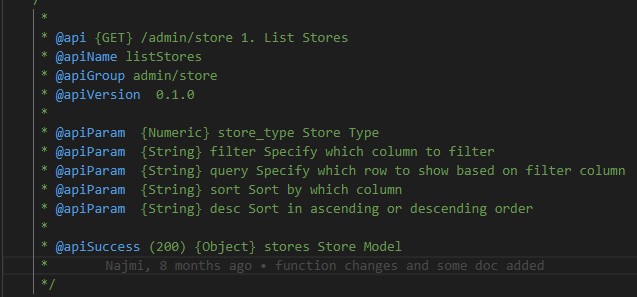 *
* @api {GET} /admin/store 1. List Stores
* @apiName listStores
* @apiGroup admin/store
* @apiVersion  0.1.0
*
* @apiParam  {Numeric} store_type Store Type
* @apiParam  {String} filter Specify which column to filter
* @apiParam  {String} query Specify which row to show based on filter column
* @apiParam  {String} sort Sort by which column
* @apiParam  {String} desc Sort in ascending or descending order
*
* @apiSuccess (200) {Object} stores Store Model
* Najmi, 8 months ago • function changes and some doc added
*/